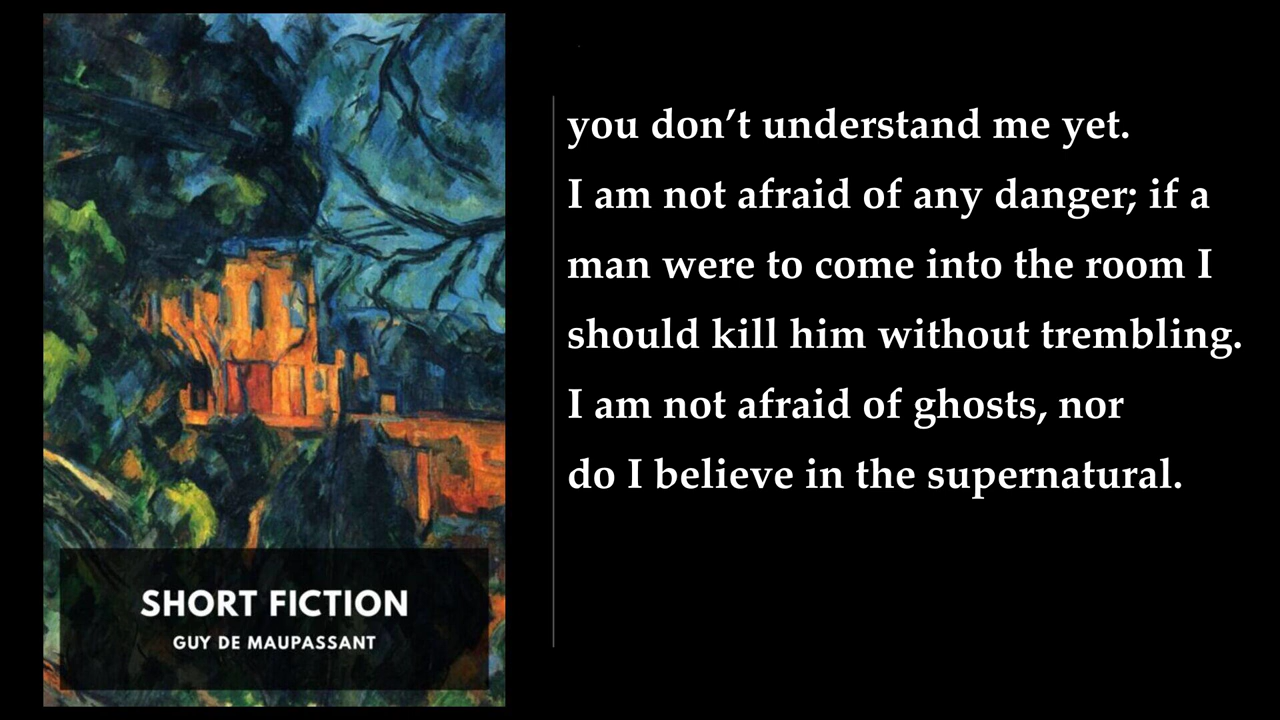 you don’t understand me yet.
I am not afraid of any danger; if a
man were to come into the room I
should kill him without trembling.
I am not afraid of ghosts, nor
do I believe in the supernatural.
SHORT FICTION
GUY DE MAUPASSANT